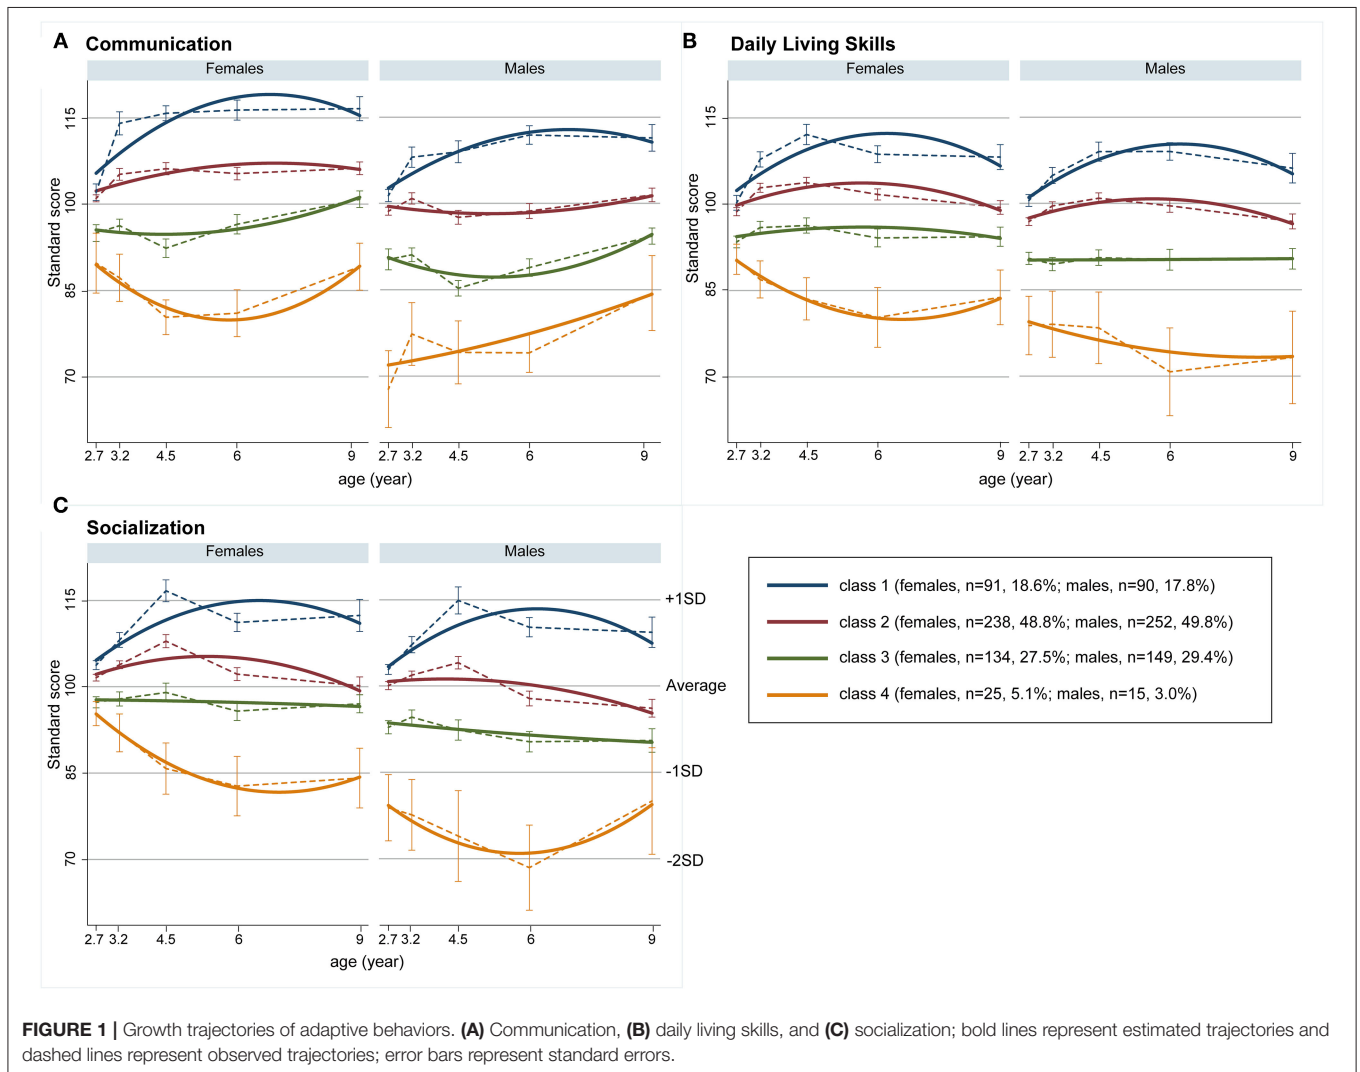 A Communication
Females
Males
Standard score
115
100
85
70
2.7 3.2 4.5 6 9
2.7 3.2 4.5 6 9
age (year)
B Daily Living Skills
Females
Males
Standard score
115
100
85
70
2.7 3.2 4.5 6 9
2.7 3.2 4.5 6 9
age (year)
C
Socialization
Females
Males
Standard score
115
100
85
70
+1SD
Average
-1SD
-2SD
2.7 3.2 4.5 6 9
2.7 3.2 4.5 6 9
age (year)
class 1 (females, n=91, 18.6%; males, n=90, 17.8%)
class 2 (females, n=238, 48.8%; males, n=252, 49.8%)
class 3 (females, n=134, 27.5%; males, n=149, 29.4%)
class 4 (females, n=25, 5.1%; males, n=15, 3.0%)
FIGURE 1 | Growth trajectories of adaptive behaviors. (A) Communication, (B) daily living skills, and (C) socialization; bold lines represent estimated trajectories and
dashed lines represent observed trajectories; error bars represent standard errors.